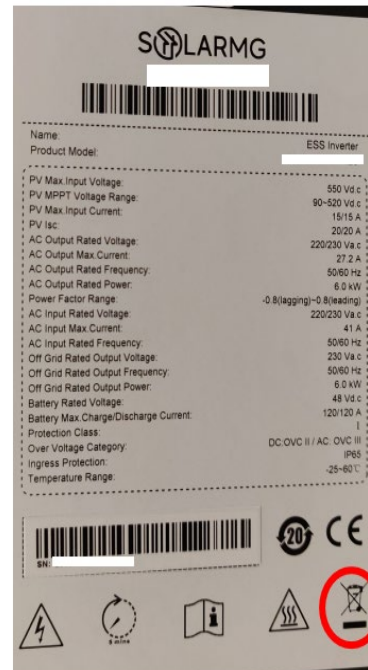 SOLARMG
Name: ESS Inverter
Product Model:
PV Max.Input Voltage: 550 Vd.c
PV MPPT Voltage Range: 90~520 Vd.c
PV Max.Input Current: 15/15 A
PV Isc: 20/20 A
AC Output Rated Voltage: 220/230 Va.c
AC Output Max.Current: 27.2 A
AC Output Rated Frequency: 50/60 Hz
AC Output Rated Power: 6.0 kW
Power Factor Range: -0.8(lagging)~0.8(leading)
AC Input Rated Voltage: 220/230 Va.c
AC Input Max.Current: 41 A
AC Input Rated Frequency: 50/60 Hz
Off Grid Rated Output Voltage: 230 Va.c
Off Grid Rated Output Frequency: 50/60 Hz
Off Grid Rated Output Power: 6.0 kW
Battery Rated Voltage: 48 Vd.c
Battery Max.Charge/Discharge Current: 120/120 A
Protection Class: I
Over Voltage Category: DC:OVC II / AC: OVC III
Ingress Protection: IP65
Temperature Range: -25~60℃
SN:
20 CE
5 mins